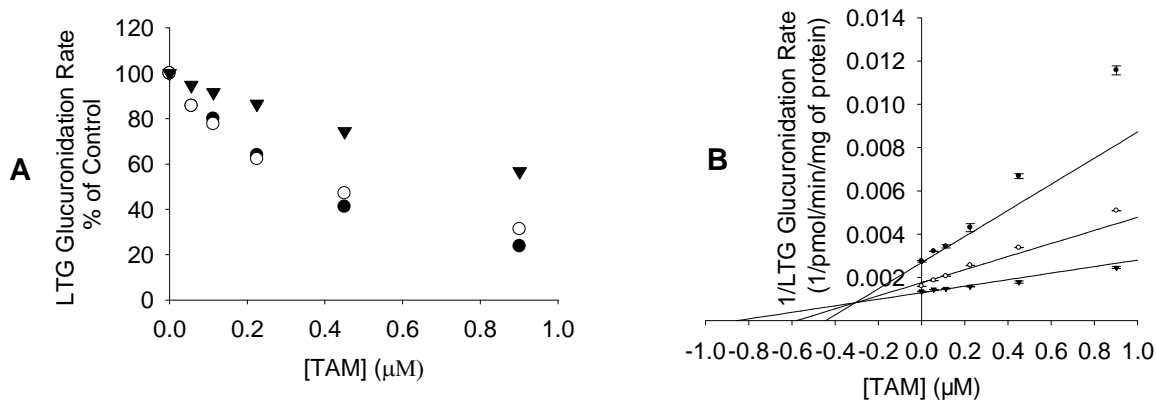 A
LTG Glucuronidation Rate
% of Control
120
100
80
60
40
20
0
0.0 0.2 0.4 0.6 0.8 1.0
[TAM] (μM)
B
1/LTG Glucuronidation Rate
(1/pmol/min/mg of protein)
0.014
0.012
0.010
0.008
0.006
0.004
0.002
-1.0 -0.8 -0.6 -0.4 -0.2 0.0 0.2 0.4 0.6 0.8 1.0
[TAM] (µM)